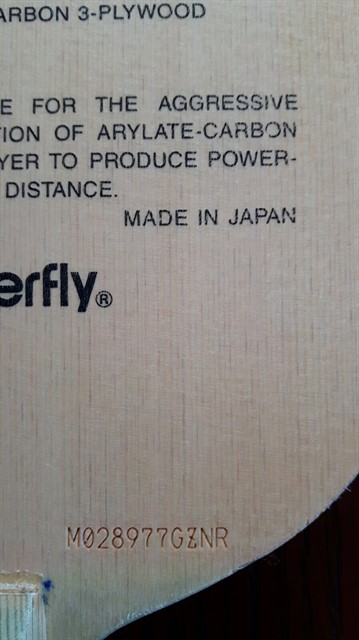 ARBON 3-PLYWOOD
E FOR THE AGGRESSIVE
TION OF ARYLATE-CARBON
YER TO PRODUCE POWER-
DISTANCE.
MADE IN JAPAN
erfly®
M028977GZNR